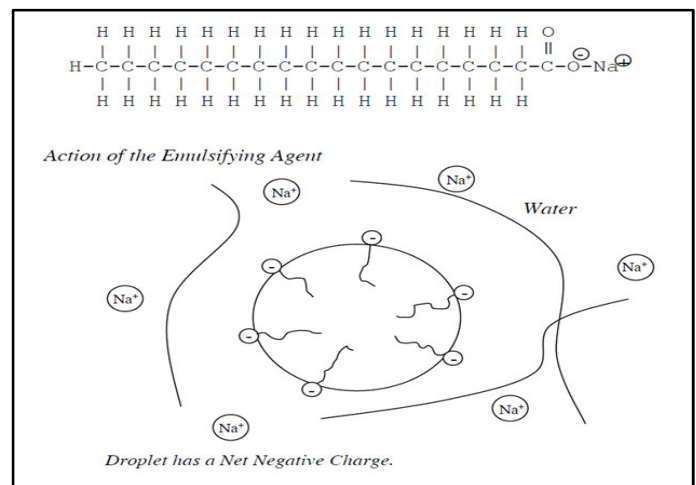 H H H H H H H H H H H H H H H H H O
H-C-C-C-C-C-C-C-C-C-C-C-C-C-C-C-C-C-C-O-Na
- +
H H H H H H H H H H H H H H H H H
Action of the Emulsifying Agent
Na⁺
Na⁺
Water
-
-
Na⁺
Na⁺
-
-
-
-
Na⁺
Na⁺
Droplet has a Net Negative Charge.